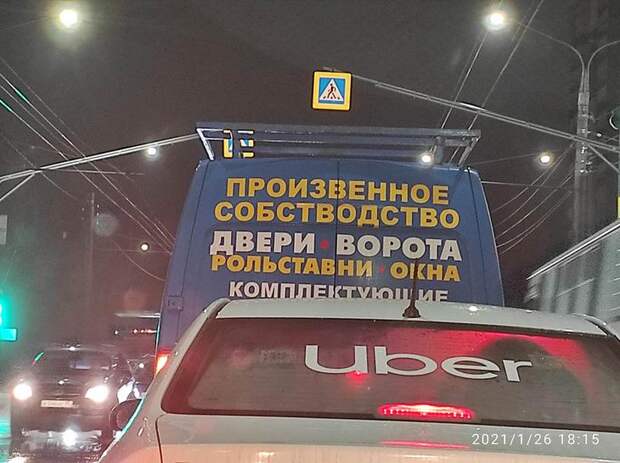 ПРОИЗВЕННОЕ
СОБСТВОДСТВО
ДВЕРИ • ВОРОТА
РОЛЬСТАВНИ • ОКНА
КОМПЛЕКТУЮЩИЕ
Uber
2021/1/26 18:15